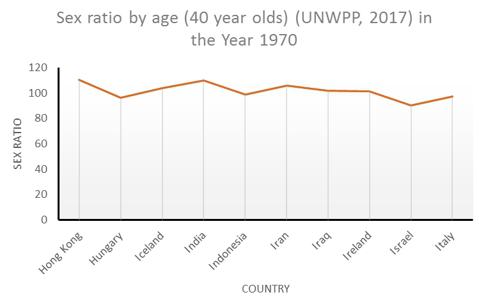 Sex ratio by age (40 year olds) (UNWPP, 2017) in
the Year 1970
120
100
80
60
40
20
0
SEX RATIO
Hong Kong
Hungary
Iceland
India
Indonesia
Iran
Iraq
Ireland
Israel
Italy
COUNTRY